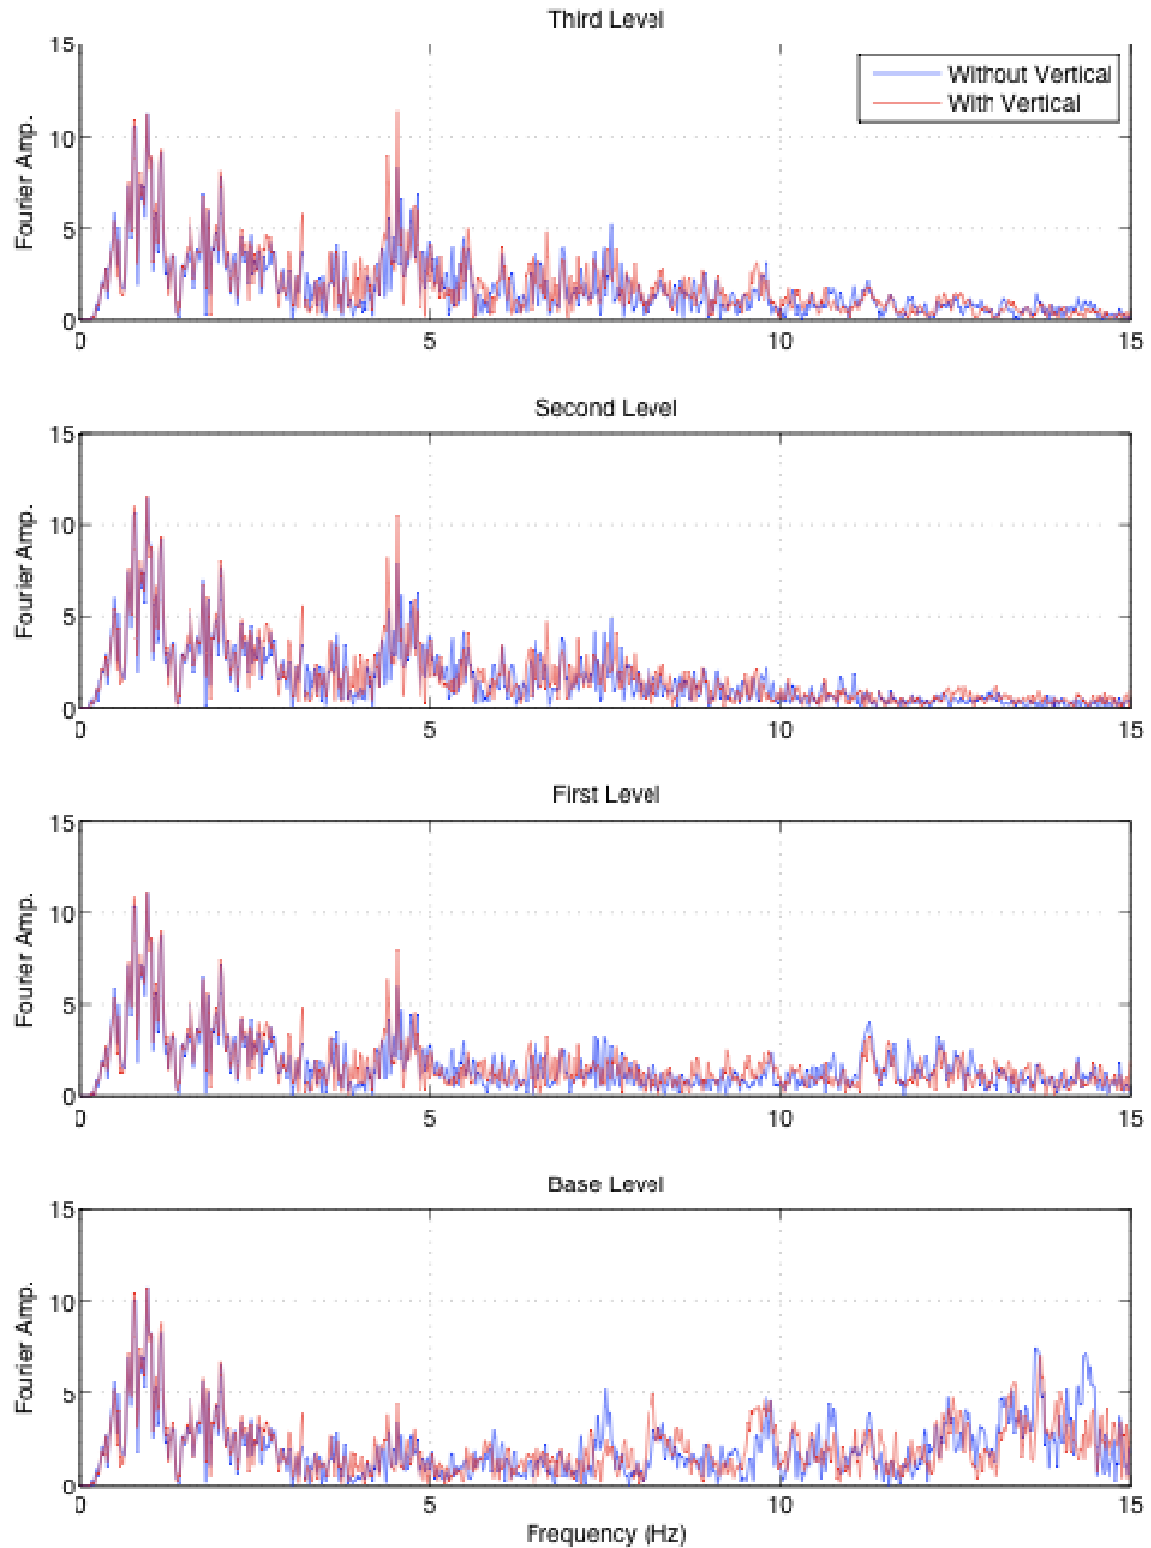 Third Level
15
10
5
0
Fourier Amp.
Without Vertical
With Vertical
0 5 10 15
Second Level
15
10
5
0
Fourier Amp.
0 5 10 15
First Level
15
10
5
0
Fourier Amp.
0 5 10 15
Base Level
15
10
5
0
Fourier Amp.
0 5 10 15
Frequency (Hz)